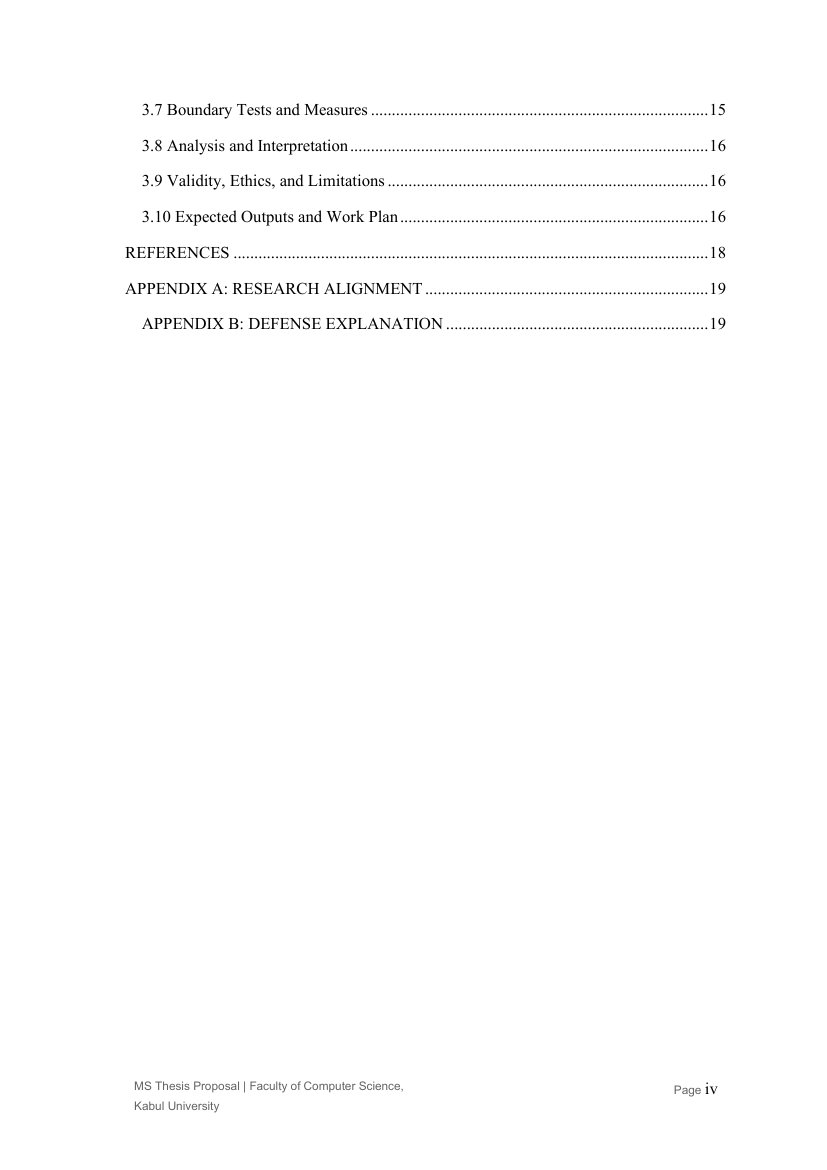 3.7 Boundary Tests and Measures ................................................................................. 15
3.8 Analysis and Interpretation ...................................................................................... 16
3.9 Validity, Ethics, and Limitations ............................................................................. 16
3.10 Expected Outputs and Work Plan .......................................................................... 16
REFERENCES .................................................................................................................. 18
APPENDIX A: RESEARCH ALIGNMENT .................................................................... 19
APPENDIX B: DEFENSE EXPLANATION ............................................................... 19
MS Thesis Proposal | Faculty of Computer Science,
Kabul University
Page iv